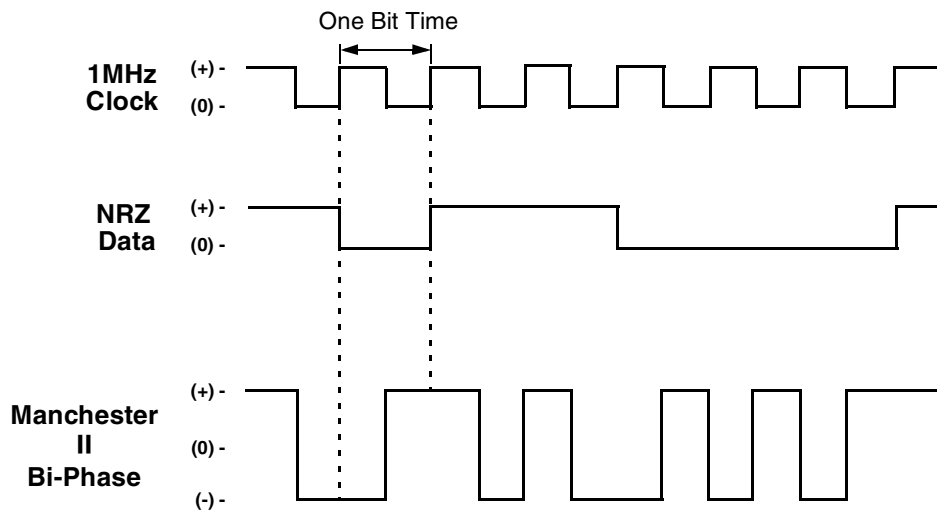 One Bit Time
1MHz
Clock
(+) -
(0) -
NRZ
Data
(+) -
(0) -
Manchester
II
Bi-Phase
(+) -
(0) -
(-) -